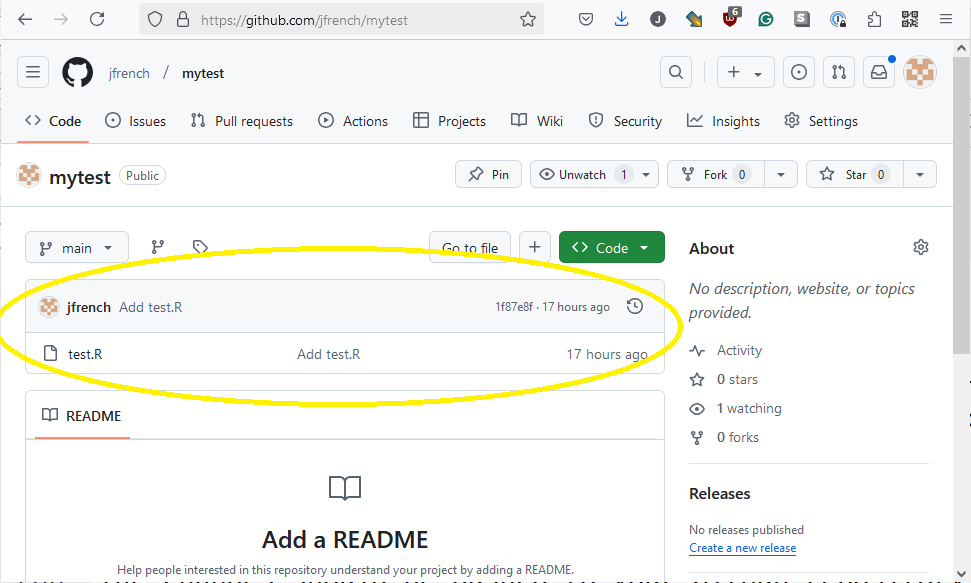 https://github.com/jfrench/mytest
J
6
S
jfrench / mytest
Code Issues Pull requests Actions Projects Wiki Security Insights Settings
mytest Public Pin Unwatch 1 Fork 0 Star 0
main Go to file Code
jfrench Add test.R 1f87e8f · 17 hours ago
test.R Add test.R 17 hours ago
README
Add a README
Help people interested in this repository understand your project by adding a README.
About
No description, website, or topics
provided.
Activity
0 stars
1 watching
0 forks
Releases
No releases published
Create a new release